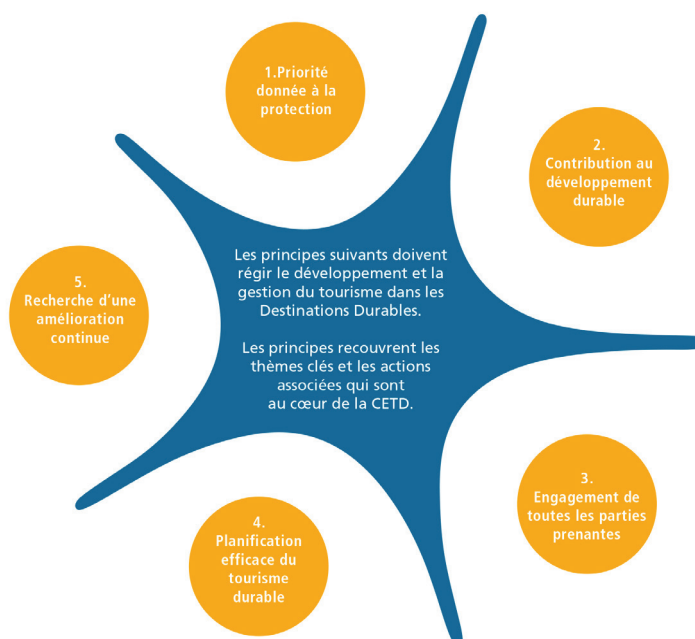 1.Priorité
donnée à la
protection
2.
Contribution au
développement
durable
Les principes suivants doivent
régir le développement et la
gestion du tourisme dans les
Destinations Durables.
Les principes recouvrent les
thèmes clés et les actions
associées qui sont
au cœur de la CETD.
3.
Engagement de
toutes les parties
prenantes
4.
Planification
efficace du
tourisme
durable
5.
Recherche d’une
amélioration
continue